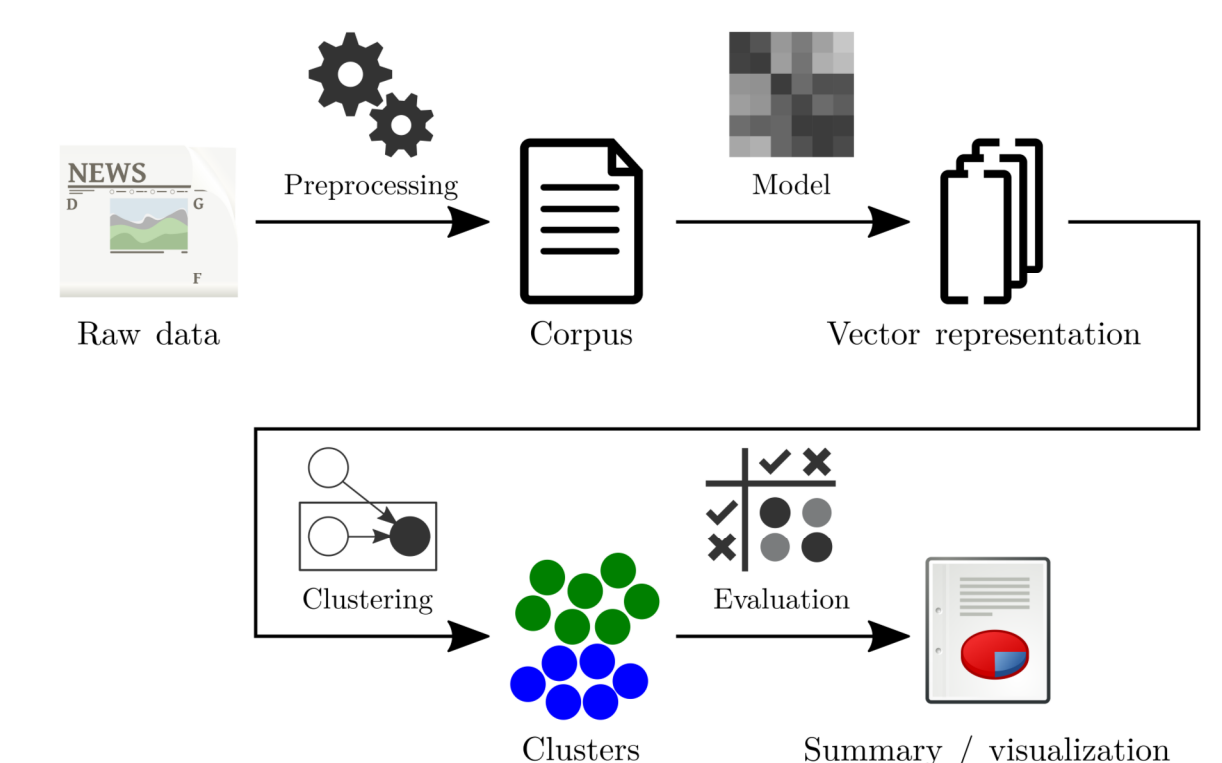 Preprocessing
Model
NEWS
D
G
F
Raw data
Corpus
Vector representation
Clustering
Evaluation
Clusters
Summary / visualization